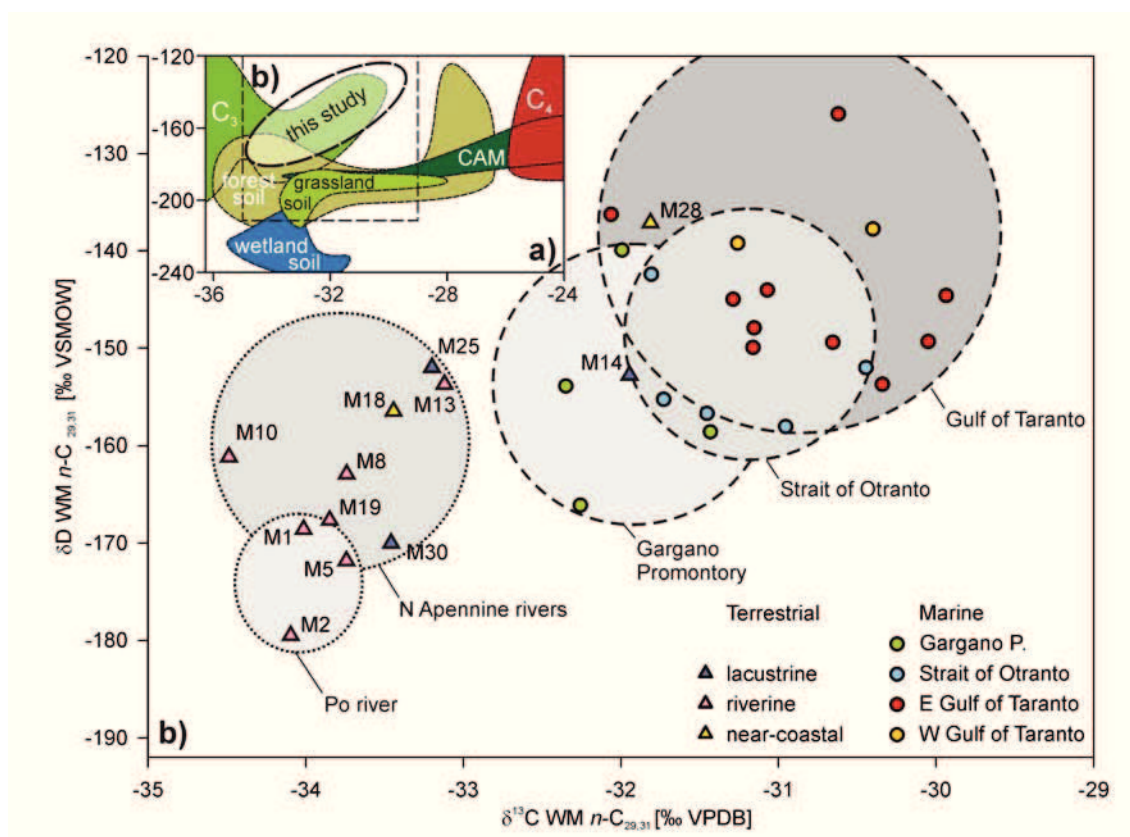 -120
-130
-140
-150
-160
-170
-180
-190
δD WM n-C29,31 [‰ VSMOW]
-35
-34
-33
-32
-31
-30
-29
δ13C WM n-C29,31 [‰ VPDB]
-120
-160
-200
-240
-36
-32
-28
-24
b)
a)
C3
this study
C4
CAM
forest
soil
grassland
soil
wetland
soil
M28
M25
M14
M13
M18
M10
M8
M19
M1
M30
M5
M2
Gulf of Taranto
Strait of Otranto
Gargano
Promontory
N Apennine rivers
Po river
b)
Terrestrial
lacustrine
riverine
near-coastal
Marine
Gargano P.
Strait of Otranto
E Gulf of Taranto
W Gulf of Taranto